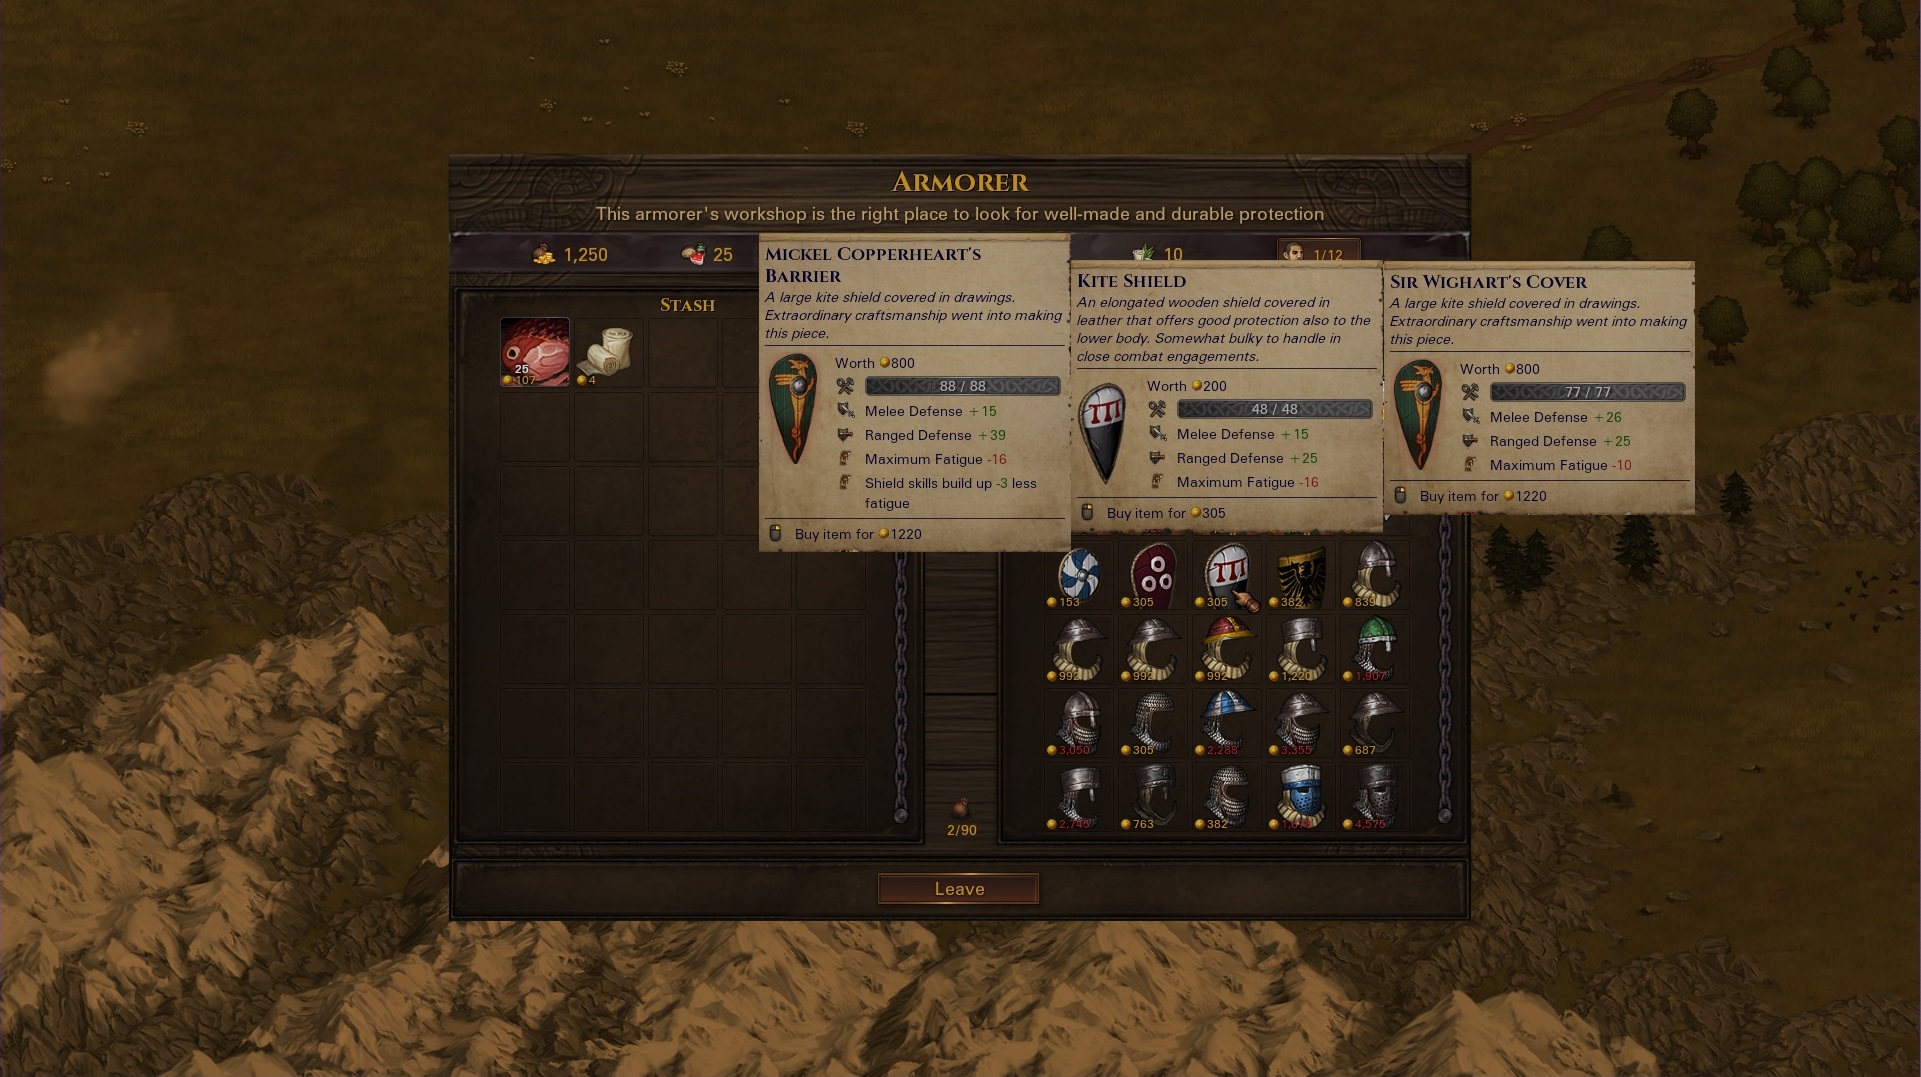 ARMORER
This armorer's workshop is the right place to look for well-made and durable protection
1,250
25
10
1/12
STASH
25
107
4
MICKEL COPPERHEART'S
BARRIER
A large kite shield covered in drawings.
Extraordinary craftsmanship went into making
this piece.
Worth 800
88 / 88
Melee Defense +15
Ranged Defense +39
Maximum Fatigue -16
Shield skills build up -3 less
fatigue
Buy item for 1220
KITE SHIELD
An elongated wooden shield covered in
leather that offers good protection also to the
lower body. Somewhat bulky to handle in
close combat engagements.
Worth 200
48 / 48
Melee Defense +15
Ranged Defense +25
Maximum Fatigue -16
Buy item for 305
SIR WIGHART'S COVER
A large kite shield covered in drawings.
Extraordinary craftsmanship went into making
this piece.
Worth 800
77 / 77
Melee Defense +26
Ranged Defense +25
Maximum Fatigue -10
Buy item for 1220
153 305 305 382 839
992 992 992 1,220 1,907
3,050 305 2,288 3,355 687
2,745 763 382 4,575
2/90
Leave